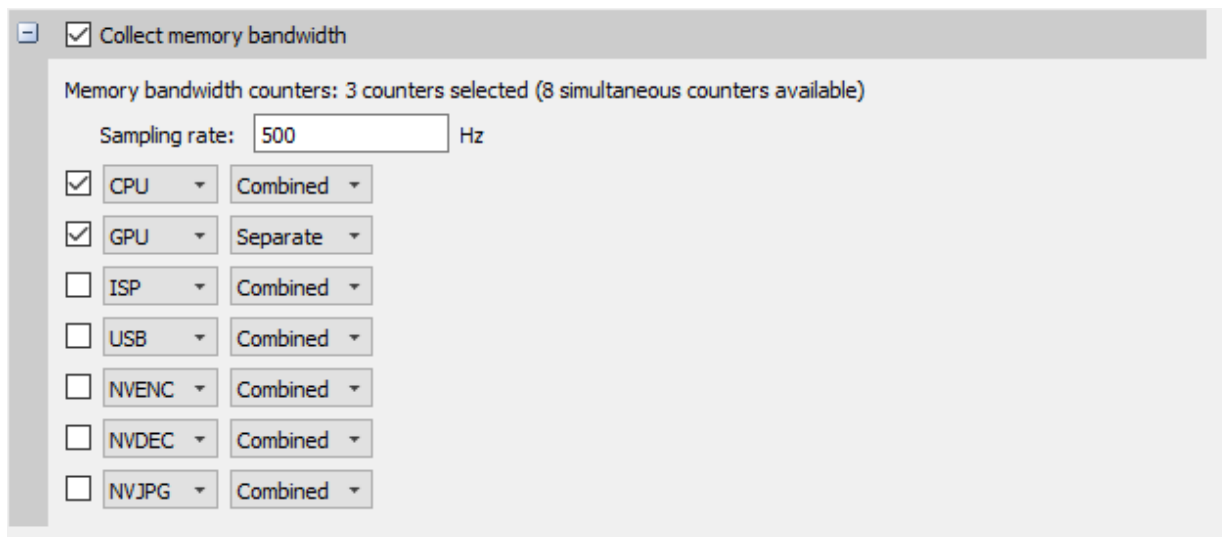 Collect memory bandwidth
Memory bandwidth counters: 3 counters selected (8 simultaneous counters available)
Sampling rate: 500 Hz
CPU Combined
GPU Separate
ISP Combined
USB Combined
NVENC Combined
NVDEC Combined
NVJPG Combined